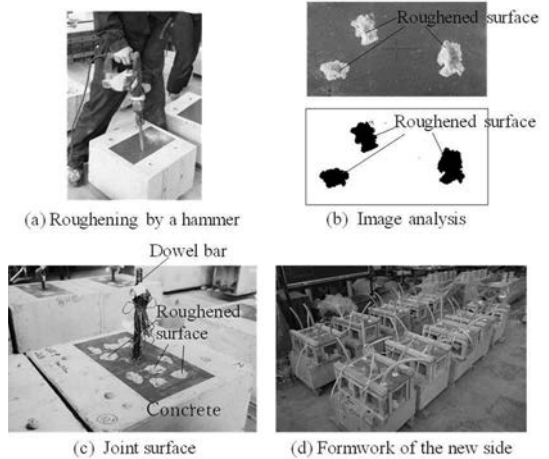 Roughened surface
Roughened surface
(a) Roughening by a hammer
(b) Image analysis
Dowel bar
Roughened
surface
Concrete
(c) Joint surface
(d) Formwork of the new side